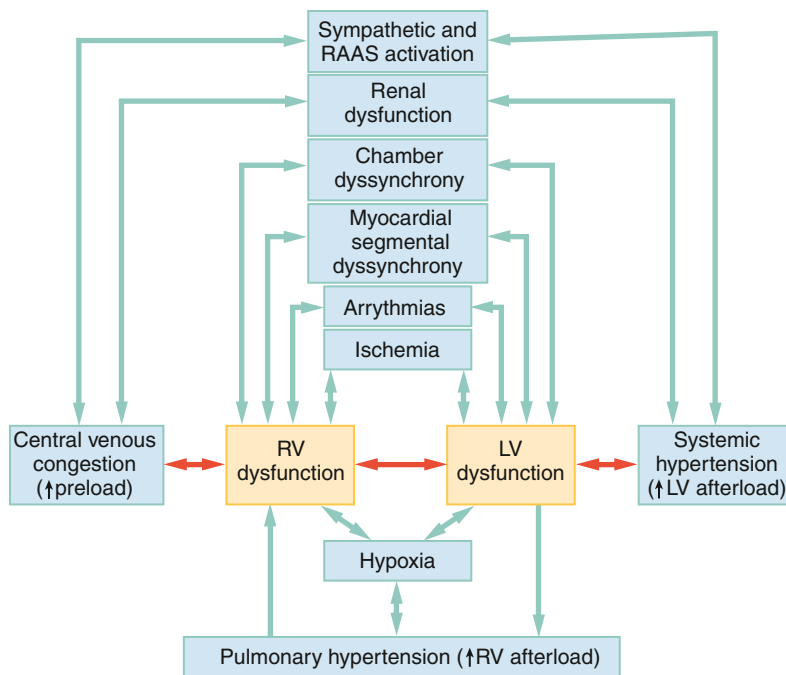 Sympathetic and
RAAS activation
Renal
dysfunction
Chamber
dyssynchrony
Myocardial
segmental
dyssynchrony
Arrythmias
Ischemia
Central venous
congestion
(↑preload)
RV
dysfunction
LV
dysfunction
Systemic
hypertension
(↑LV afterload)
Hypoxia
Pulmonary hypertension (↑RV afterload)